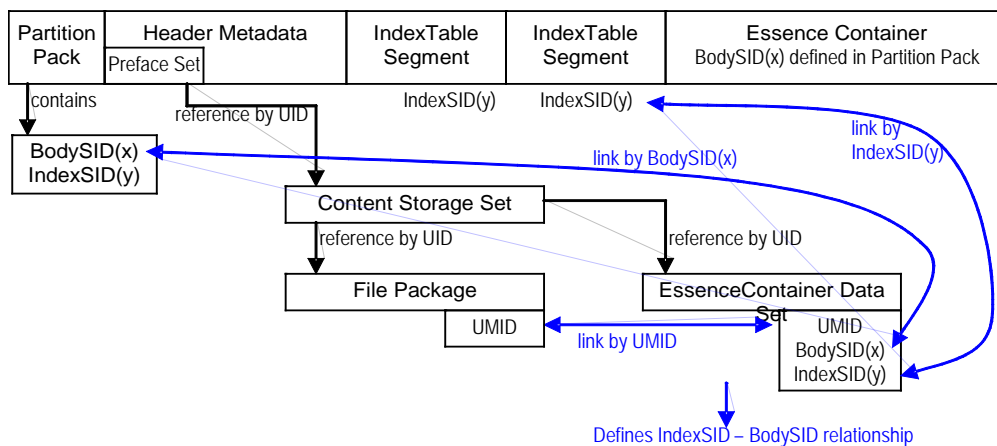 Partition Pack
Header Metadata
Preface Set
IndexTable Segment
IndexTable Segment
Essence Container
BodySID(x) defined in Partition Pack
contains
reference by UID
IndexSID(y)
IndexSID(y)
link by IndexSID(y)
BodySID(x)
IndexSID(y)
link by BodySID(x)
Content Storage Set
reference by UID
reference by UID
File Package
EssenceContainer Data Set
UMID
link by UMID
UMID
BodySID(x)
IndexSID(y)
Defines IndexSID – BodySID relationship